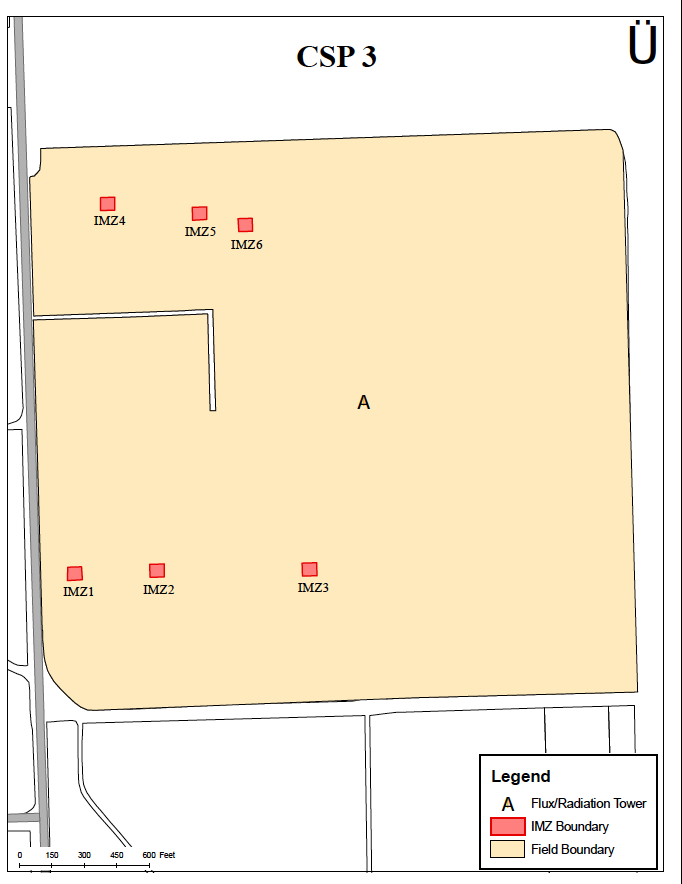 CSP 3
Ü
IMZ4
IMZ5
IMZ6
A
IMZ1
IMZ2
IMZ3
Legend
A Flux/Radiation Tower
IMZ Boundary
Field Boundary
0 150 300 450 600 Feet